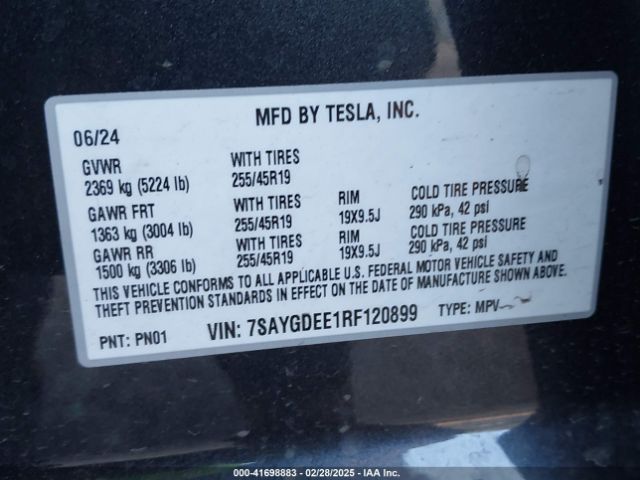 MFD BY TESLA, INC.
06/24
GVWR WITH TIRES
2369 kg (5224 lb) 255/45R19
GAWR FRT WITH TIRES RIM COLD TIRE PRESSURE
1363 kg (3004 lb) 255/45R19 19X9.5J 290 kPa, 42 psi
GAWR RR WITH TIRES RIM COLD TIRE PRESSURE
1500 kg (3306 lb) 255/45R19 19X9.5J 290 kPa, 42 psi
THIS VEHICLE CONFORMS TO ALL APPLICABLE U.S. FEDERAL MOTOR VEHICLE SAFETY AND
THEFT PREVENTION STANDARDS IN EFFECT ON THE DATE OF MANUFACTURE SHOWN ABOVE.
PNT: PN01 VIN: 7SAYGDEE1RF120899 TYPE: MPV
000-41698883 - 02/28/2025 - IAA Inc.